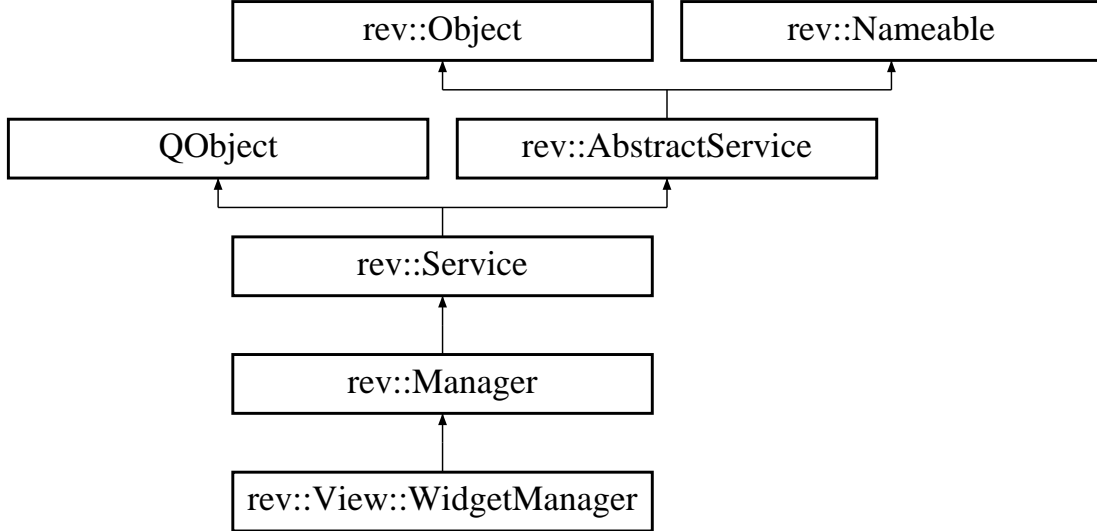 rev::Object
rev::Nameable
QObject
rev::AbstractService
rev::Service
rev::Manager
rev::View::WidgetManager